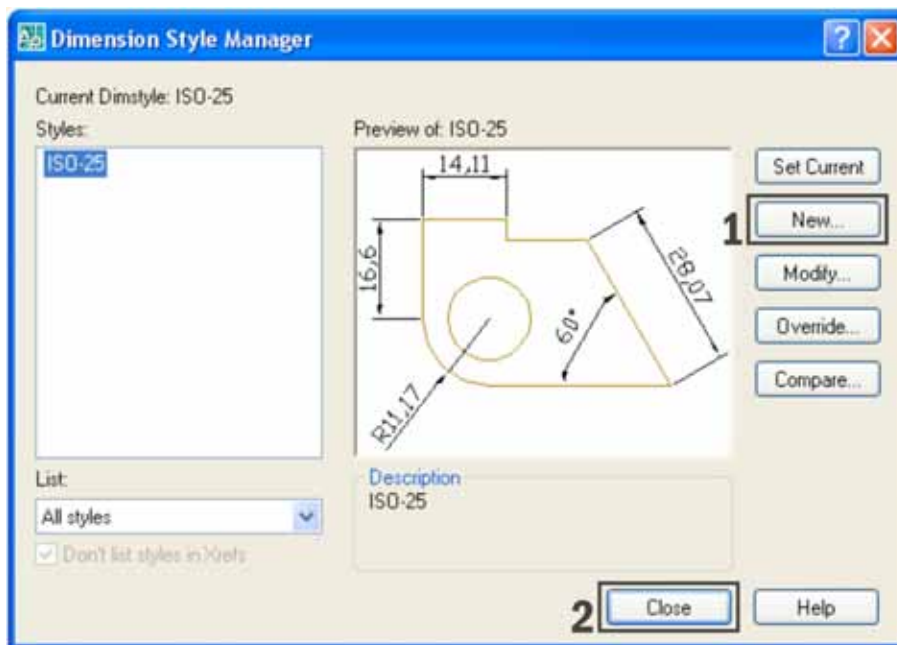 Dimension Style Manager
Current Dimstyle: ISO-25
Styles:
ISO-25
Preview of: ISO-25
14,11
16,6
28,07
60°
R11,17
Set Current
1
New...
Modify...
Override...
Compare...
List:
All styles
Don't list styles in Xrefs
Description
ISO-25
2
Close
Help